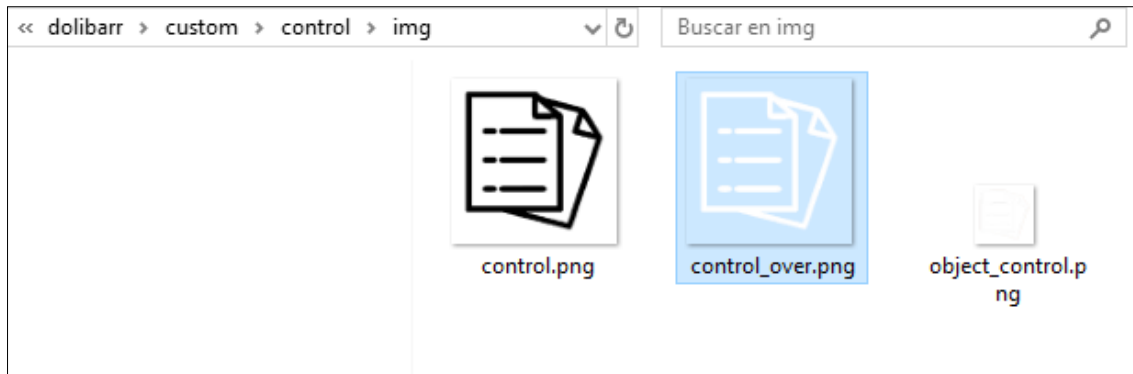 « dolibarr > custom > control > img
Buscar en img
control.png
control_over.png
object_control.p
ng